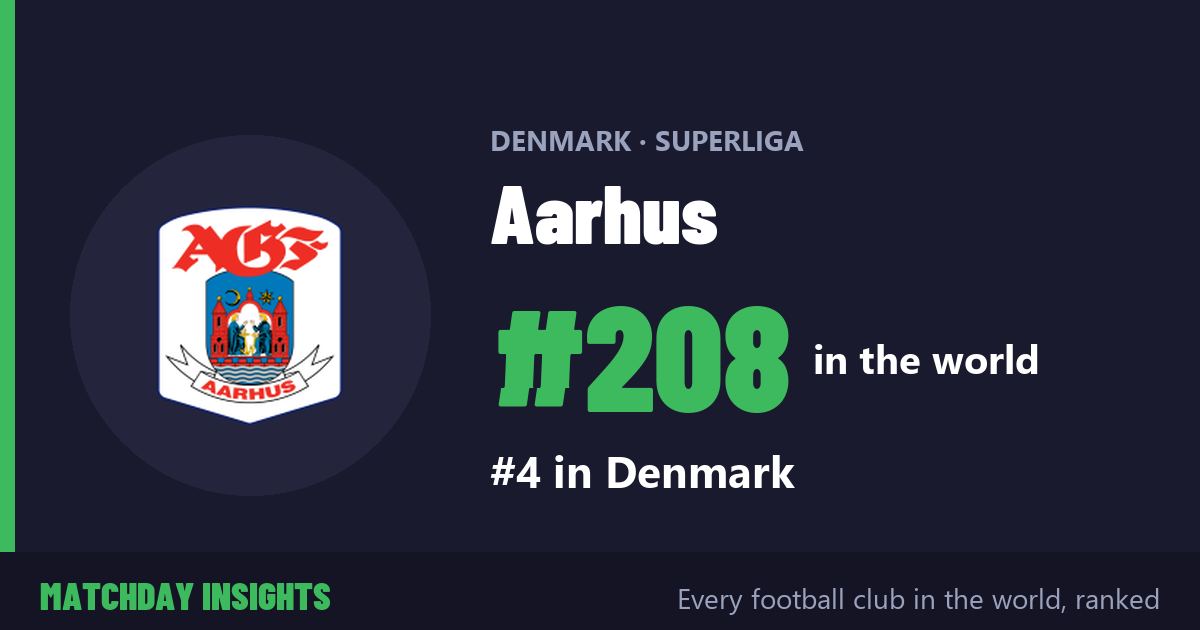 DENMARK · SUPERLIGA
Aarhus
#208 in the world
#4 in Denmark
AGF
AARHUS
MATCHDAY INSIGHTS
Every football club in the world, ranked